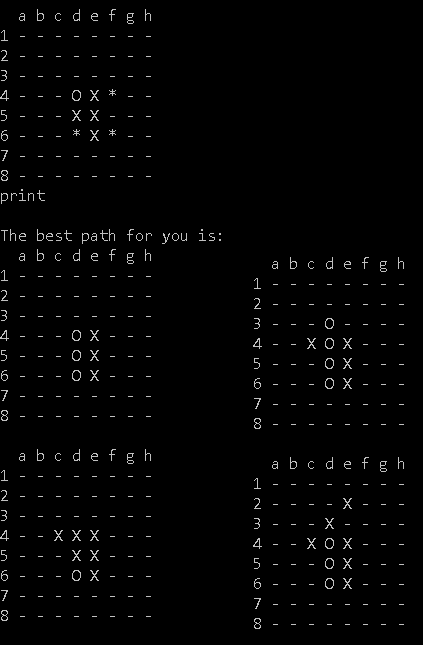 a b c d e f g h
1 - - - - - - - -
2 - - - - - - - -
3 - - - - - - - -
4 - - - O X * - -
5 - - - X X - - -
6 - - - * X * - -
7 - - - - - - - -
8 - - - - - - - -
print
The best path for you is:
a b c d e f g h
1 - - - - - - - -
2 - - - - - - - -
3 - - - - - - - -
4 - - - O X - - -
5 - - - O X - - -
6 - - - O X - - -
7 - - - - - - - -
8 - - - - - - - -
a b c d e f g h
1 - - - - - - - -
2 - - - - - - - -
3 - - - O - - - -
4 - - X O X - - -
5 - - - O X - - -
6 - - - O X - - -
7 - - - - - - - -
8 - - - - - - - -
a b c d e f g h
1 - - - - - - - -
2 - - - - - - - -
3 - - - - - - - -
4 - - X X X - - -
5 - - - X X - - -
6 - - - O X - - -
7 - - - - - - - -
8 - - - - - - - -
a b c d e f g h
1 - - - - - - - -
2 - - - - X - - -
3 - - - X - - - -
4 - - X O X - - -
5 - - - O X - - -
6 - - - O X - - -
7 - - - - - - - -
8 - - - - - - - -